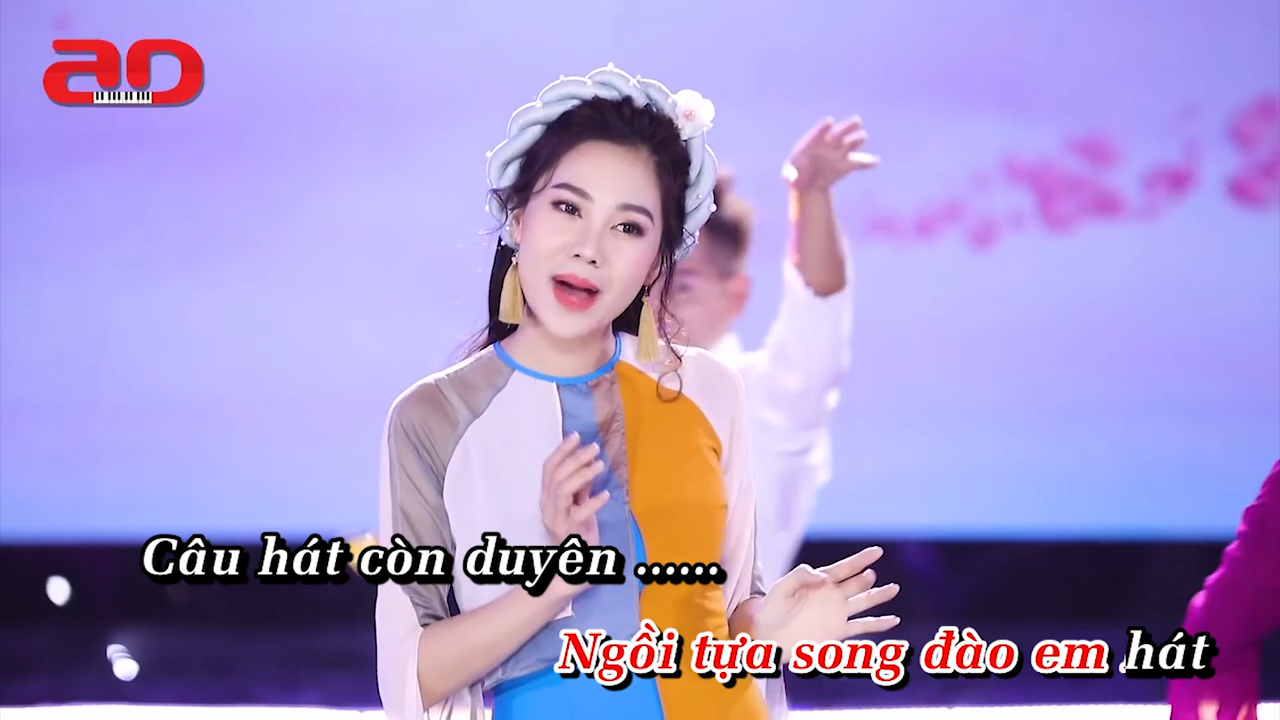 Câu hát còn duyên ......
Ngồi tựa song đào em hát